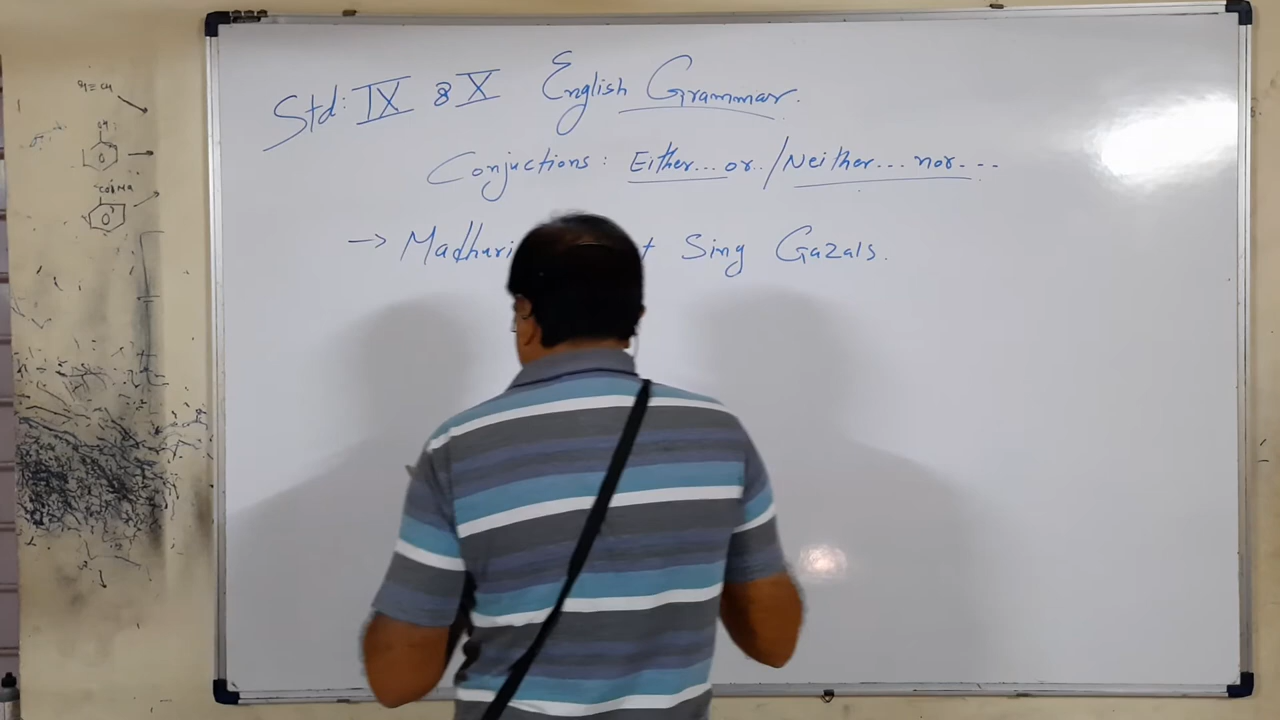 Std: IX & X English Grammar.
Conjuctions: Either...or../Neither...nor----
→ Madhuri Sing Gazals.